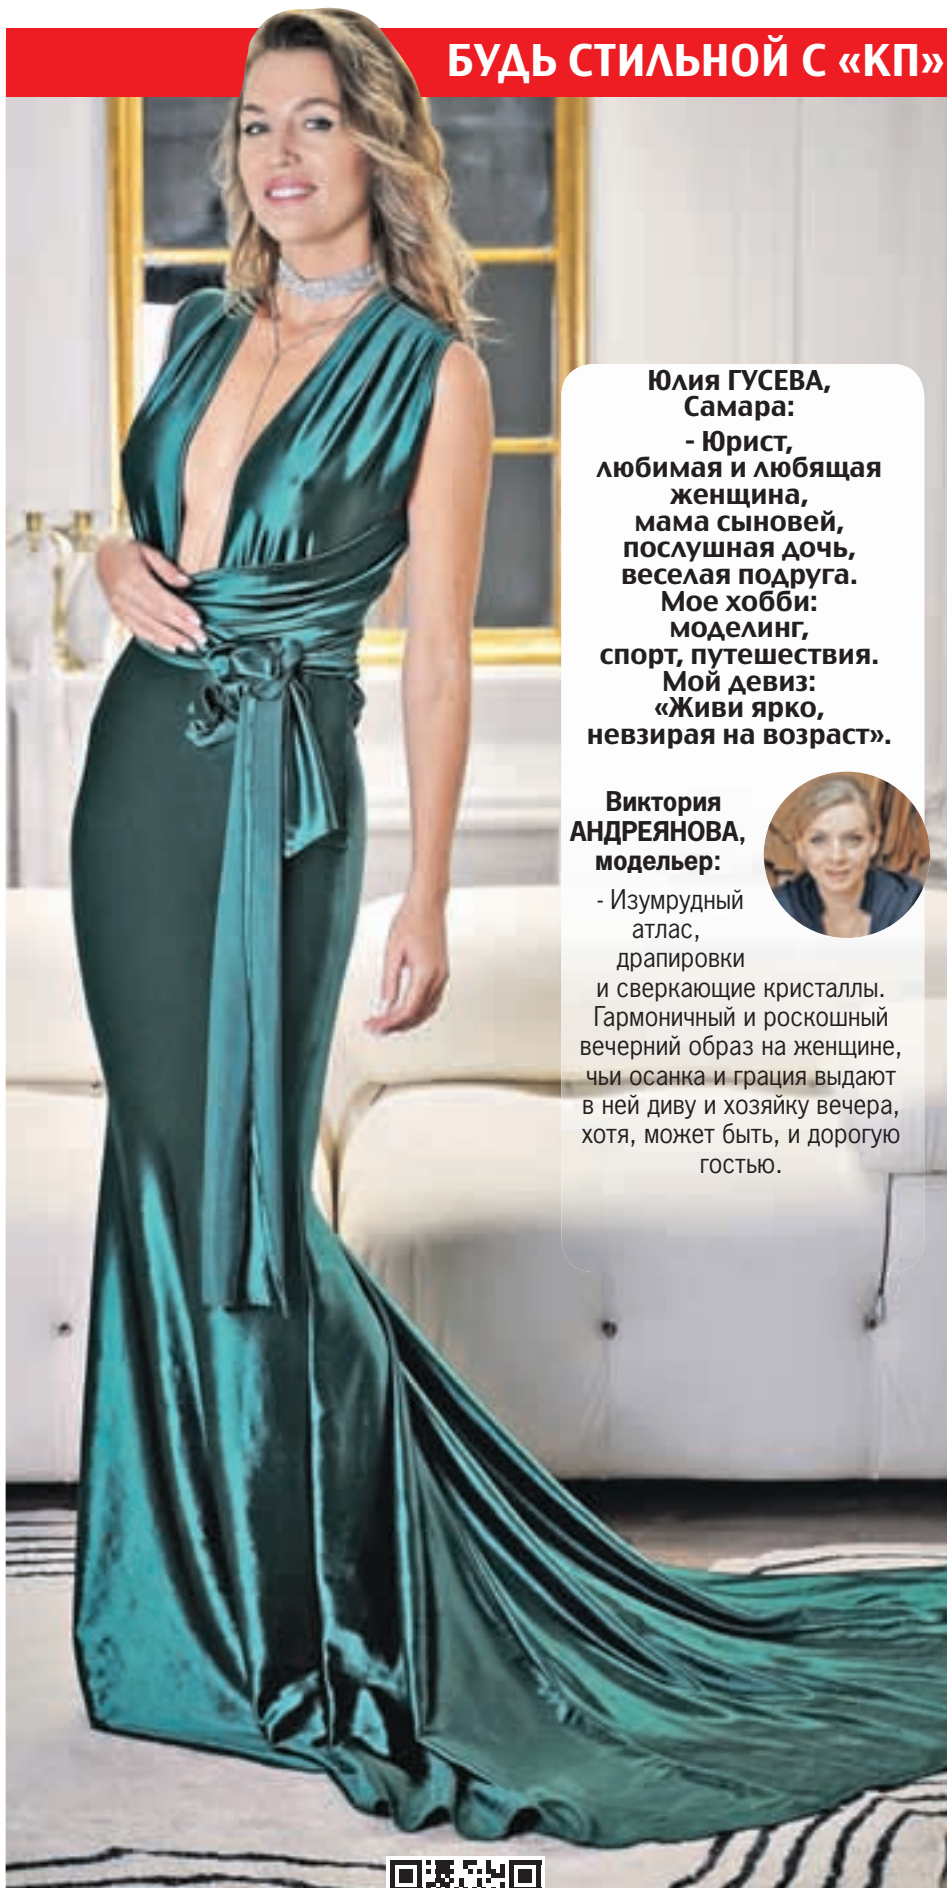 БУДЬ СТИЛЬНОЙ С «КП»
Юлия ГУСЕВА,
Самара:
- Юрист,
любимая и любящая
женщина,
мама сыновей,
послушная дочь,
веселая подруга.
Мое хобби:
моделинг,
спорт, путешествия.
Мой девиз:
«Живи ярко,
невзирая на возраст».
Виктория
АНДРЕЯНОВА,
модельер:
- Изумрудный
атлас,
драпировки
и сверкающие кристаллы.
Гармоничный и роскошный
вечерний образ на женщине,
чьи осанка и грация выдают
в ней диву и хозяйку вечера,
хотя, может быть, и дорогую
гостью.